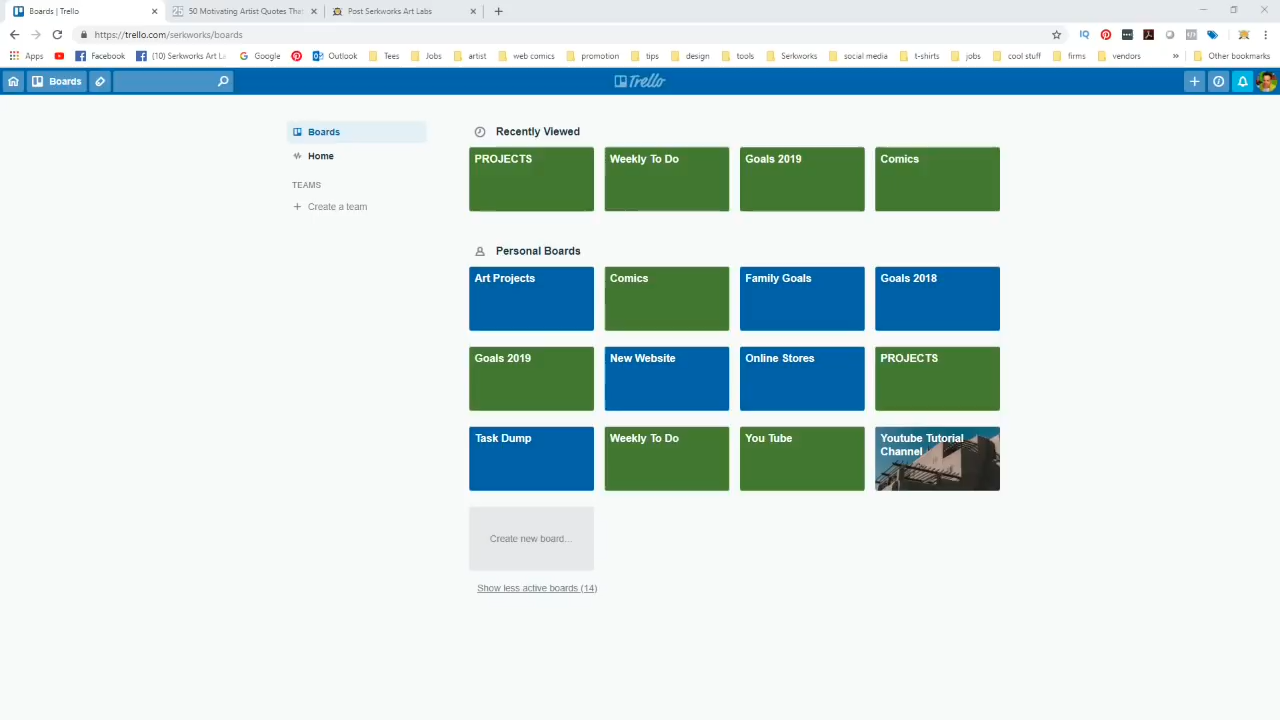 Boards | Trello
50 Motivating Artist Quotes Tha
Post Serkworks Art Labs
https://trello.com/serkworks/boards
Apps
Facebook
(10) Serkworks Art La
Google
Outlook
Tees
Jobs
artist
web comics
promotion
tips
design
tools
Serkworks
social media
t-shirts
jobs
cool stuff
firms
vendors
»
Other bookmarks
Boards
Trello
Boards
Home
TEAMS
+ Create a team
Recently Viewed
PROJECTS
Weekly To Do
Goals 2019
Comics
Personal Boards
Art Projects
Comics
Family Goals
Goals 2018
Goals 2019
New Website
Online Stores
PROJECTS
Task Dump
Weekly To Do
You Tube
Youtube Tutorial
Channel
Create new board...
Show less active boards (14)